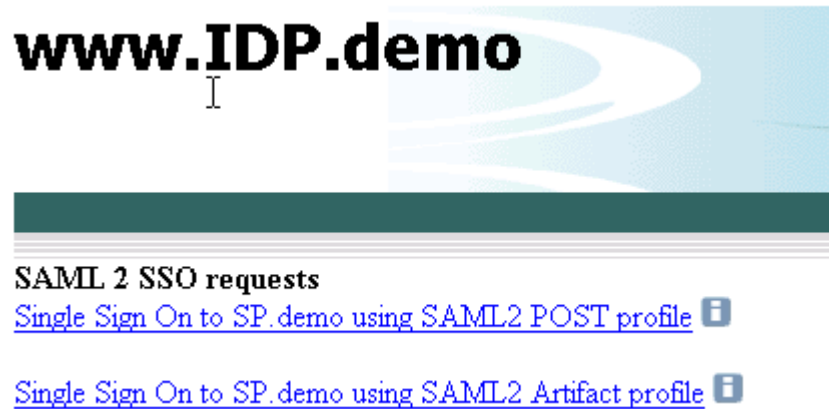 www.IDP.demo
SAML 2 SSO requests
Single Sign On to SP.demo using SAML2 POST profile
Single Sign On to SP.demo using SAML2 Artifact profile